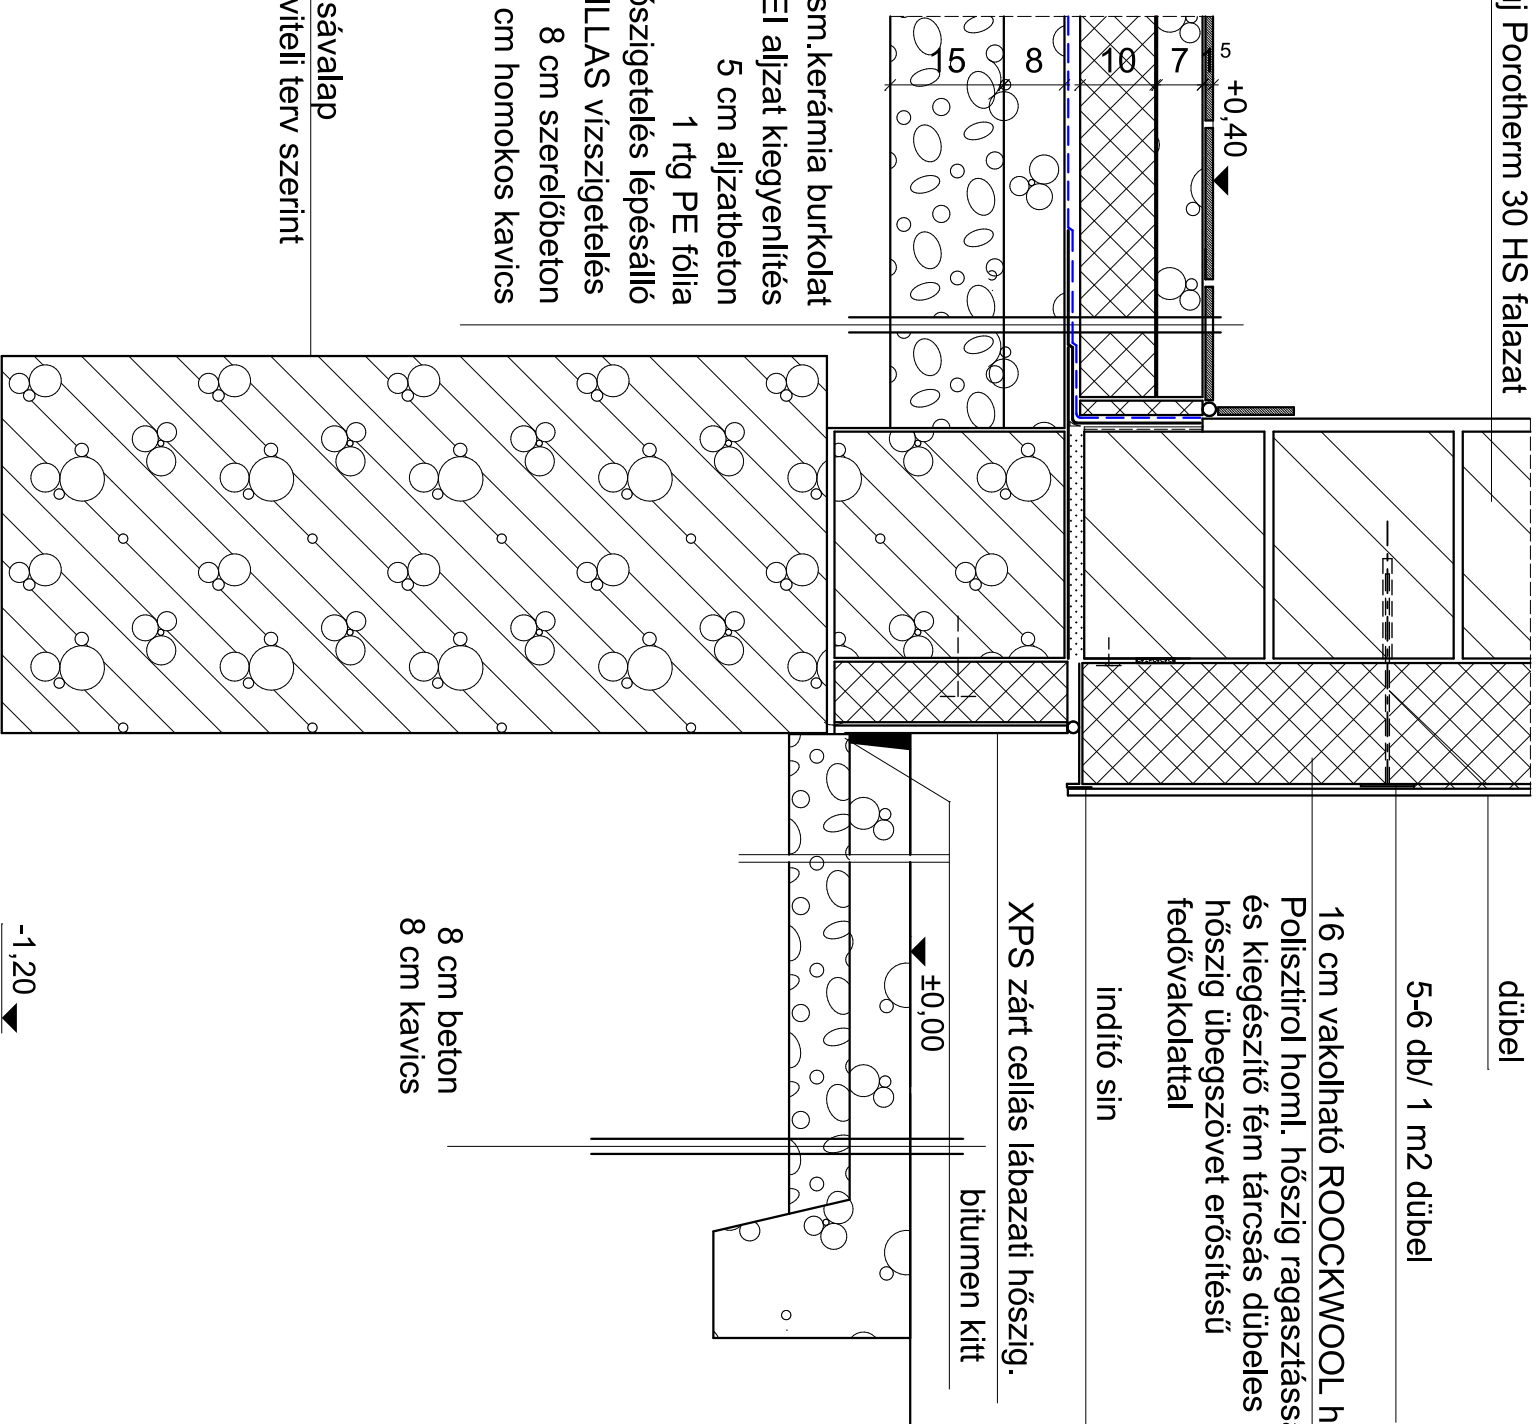 új Porotherm 30 HS falazat
dübel
5-6 db/ 1 m2 dübel
16 cm vakolható ROOCKWOOL h
Polisztirol homl. hőszig ragasztáss
és kiegészítő fém tárcsás dübeles
hőszig übegszövet erősítésű
fedővakolattal
indító sin
XPS zárt cellás lábazati hőszig.
bitumen kitt
+0,40
15 8 10 7 1 5
sm.kerámia burkolat
EI aljzat kiegyenlítés
5 cm aljzatbeton
1 rtg PE fólia
őszigetelés lépésálló
ILLAS vízszigetelés
8 cm szerelőbeton
cm homokos kavics
±0,00
8 cm beton
8 cm kavics
sávalap
viteli terv szerint
-1,20